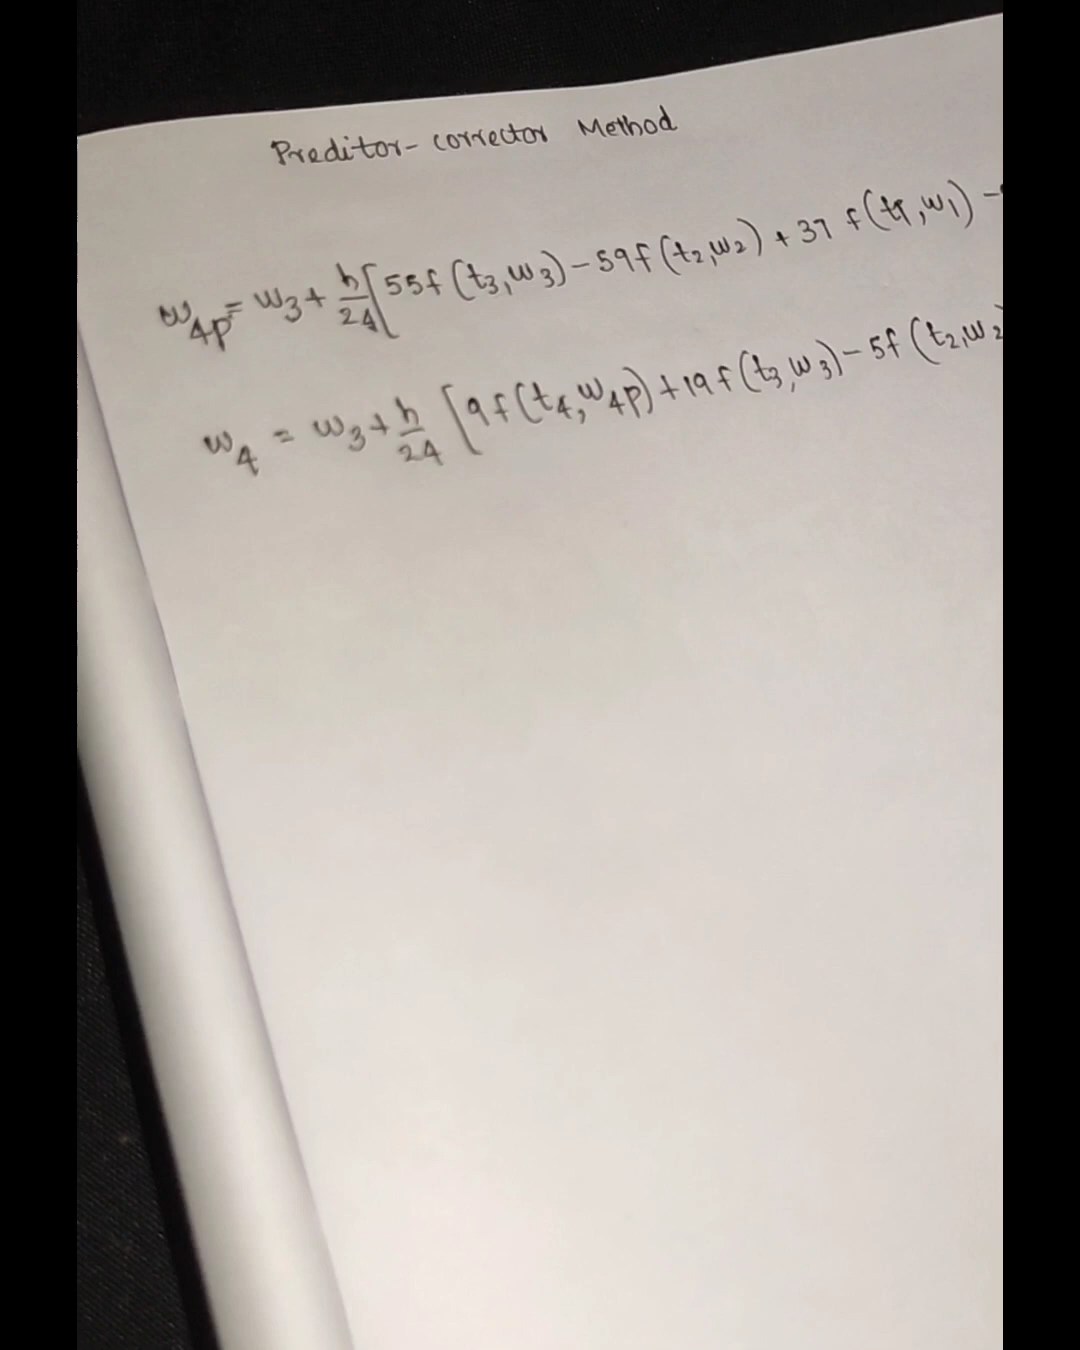 Preditor-corrector Method
w4p = w3 + h/24 [55f(t3,w3) - 59f(t2,w2) + 37 f(t1,w1) -
w4 = w3 + h/24 [9f(t4,w4p) + 19f(t3,w3) - 5f(t2,w2)